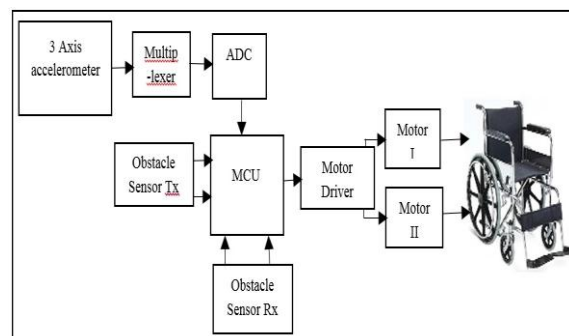 3 Axis
accelerometer
Multip
-lexer
ADC
Obstacle
Sensor Tx
MCU
Motor
Driver
Motor
I
Motor
II
Obstacle
Sensor Rx